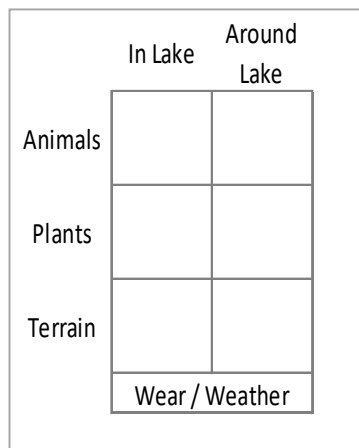 In Lake
Around
Lake
Animals
Plants
Terrain
Wear / Weather